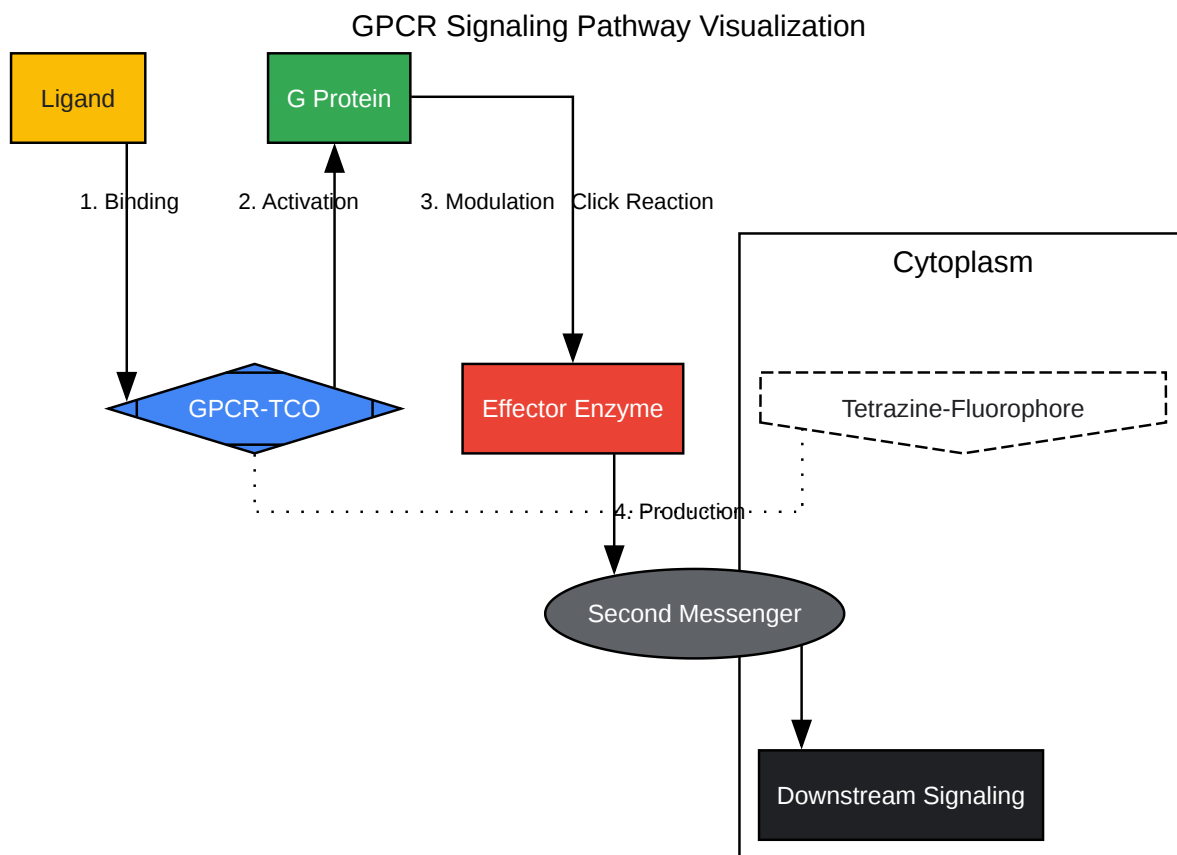 GPCR Signaling Pathway Visualization
Ligand
G Protein
1. Binding
2. Activation
3. Modulation
Click Reaction
Cytoplasm
GPCR-TCO
Effector Enzyme
Tetrazine-Fluorophore
4. Production
Second Messenger
Downstream Signaling